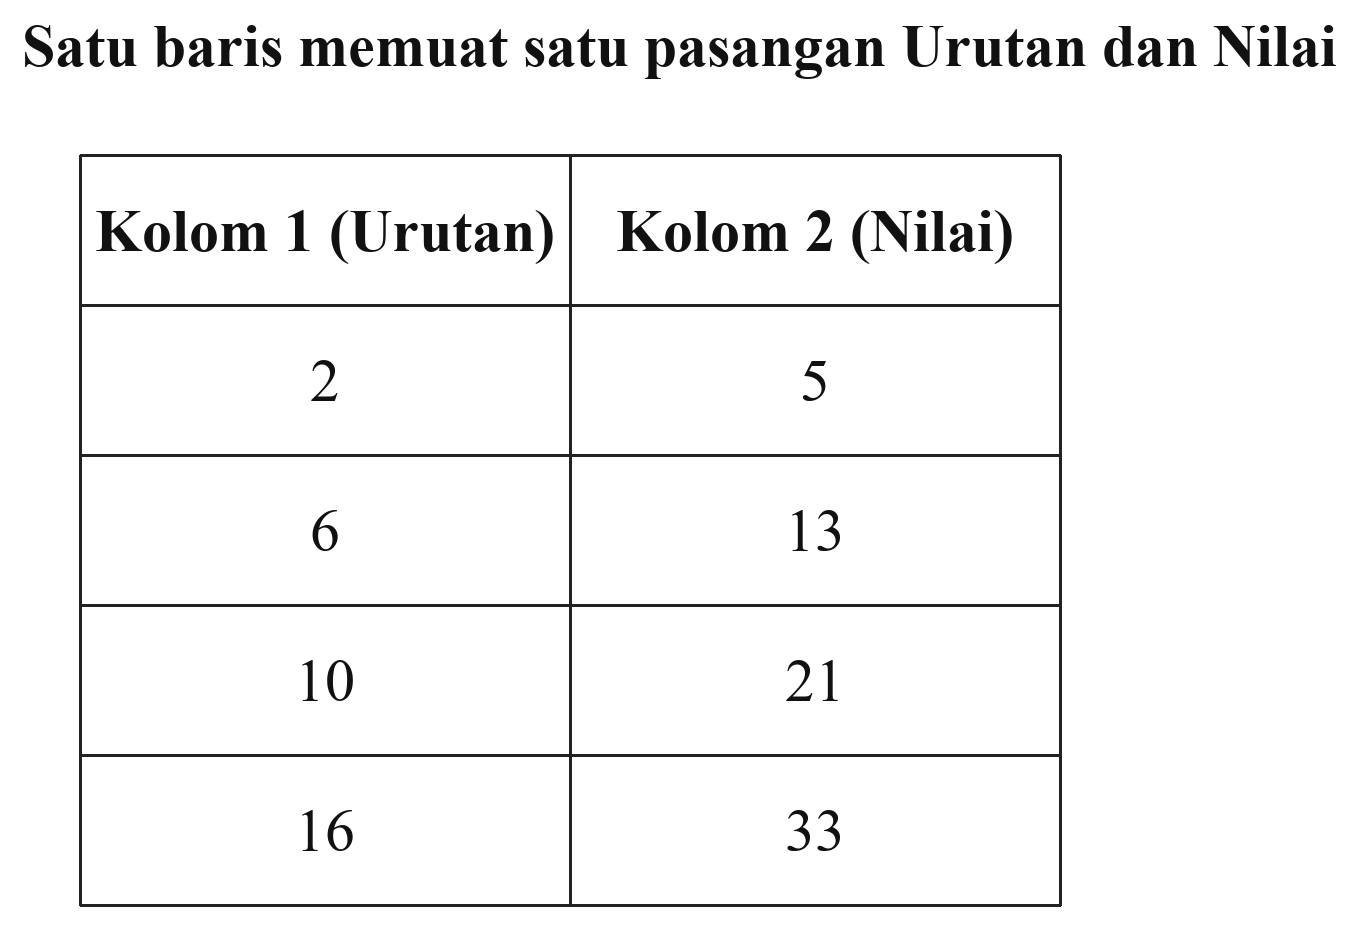 Satu baris memuat satu pasangan Urutan dan Nilai
Kolom 1 (Urutan) Kolom 2 (Nilai)
2 5
6 13
10 21
16 33